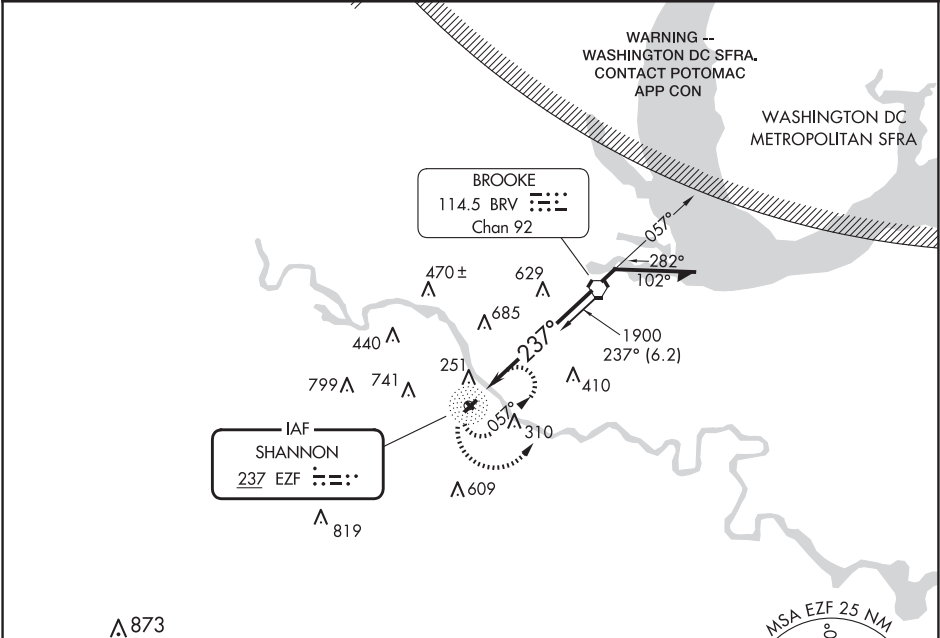 WARNING --
WASHINGTON DC SFRA.
CONTACT POTOMAC
APP CON
WASHINGTON DC
METROPOLITAN SFRA
BROOKE
114.5 BRV
Chan 92
057°
282°
102°
470 ±
629
685
1900
237° (6.2)
237°
440
251
799
741
410
057°
310
IAF
SHANNON
237 EZF
609
819
873
MSA EZF 25 NM